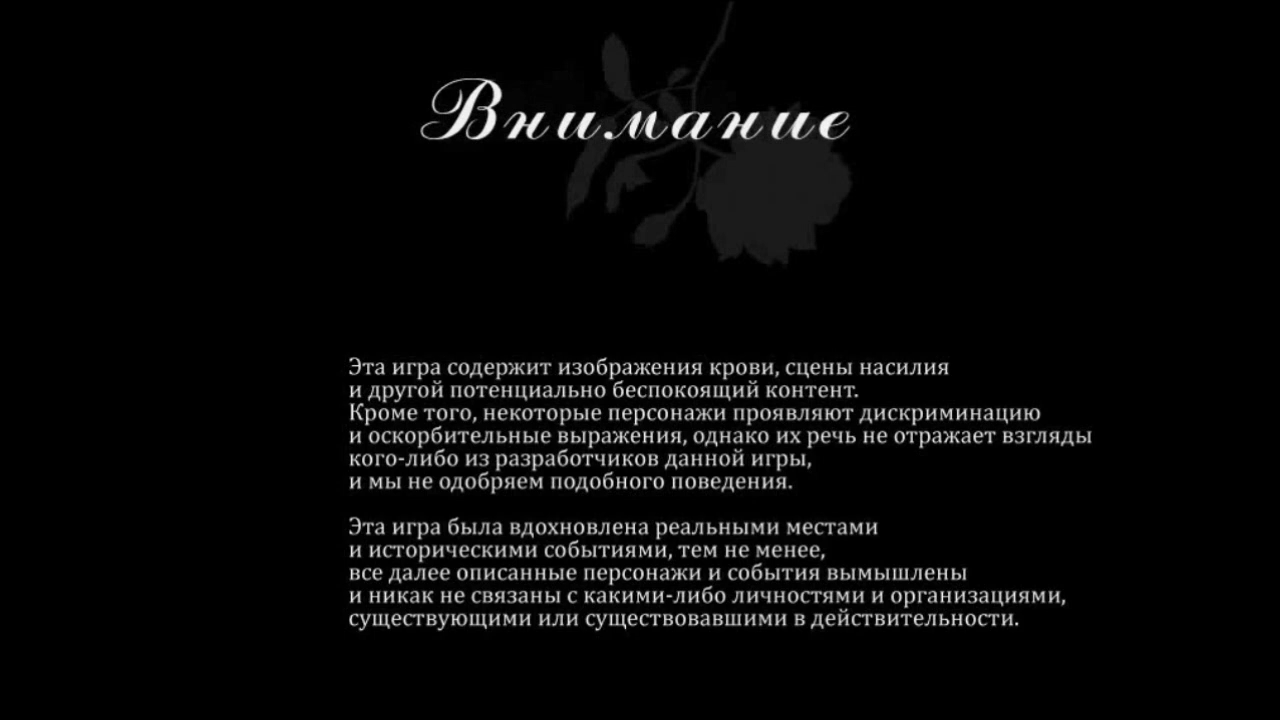 Внимание
Эта игра содержит изображения крови, сцены насилия
и другой потенциально беспокоящий контент.
Кроме того, некоторые персонажи проявляют дискриминацию
и оскорбительные выражения, однако их речь не отражает взгляды
кого-либо из разработчиков данной игры,
и мы не одобряем подобного поведения.
Эта игра была вдохновлена реальными местами
и историческими событиями, тем не менее,
все далее описанные персонажи и события вымышлены
и никак не связаны с какими-либо личностями и организациями,
существующими или существовавшими в действительности.